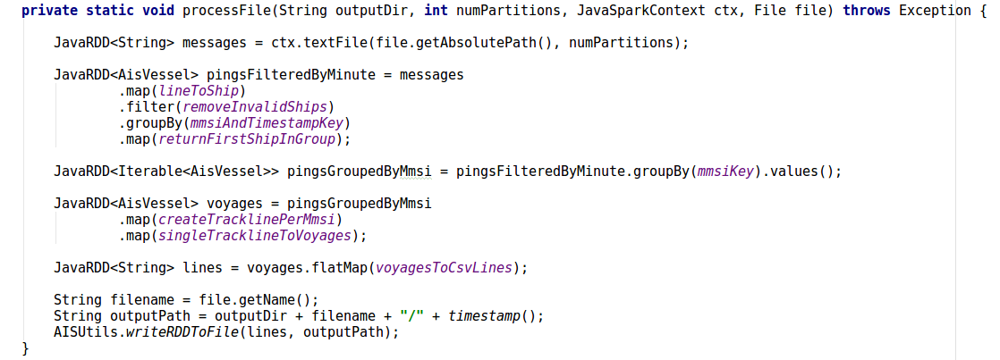 private static void processFile(String outputDir, int numPartitions, JavaSparkContext ctx, File file) throws Exception {
JavaRDD<String> messages = ctx.textFile(file.getAbsolutePath(), numPartitions);
JavaRDD<AisVessel> pingsFilteredByMinute = messages
.map(lineToShip)
.filter(removeInvalidShips)
.groupBy(mmsiAndTimestampKey)
.map(returnFirstShipInGroup);
JavaRDD<Iterable<AisVessel>> pingsGroupedByMmsi = pingsFilteredByMinute.groupBy(mmsiKey).values();
JavaRDD<AisVessel> voyages = pingsGroupedByMmsi
.map(createTracklinePerMmsi)
.map(singleTracklineToVoyages);
JavaRDD<String> lines = voyages.flatMap(voyagesToCsvLines);
String filename = file.getName();
String outputPath = outputDir + filename + "/" + timestamp();
AISUtils.writeRDDToFile(lines, outputPath);
}